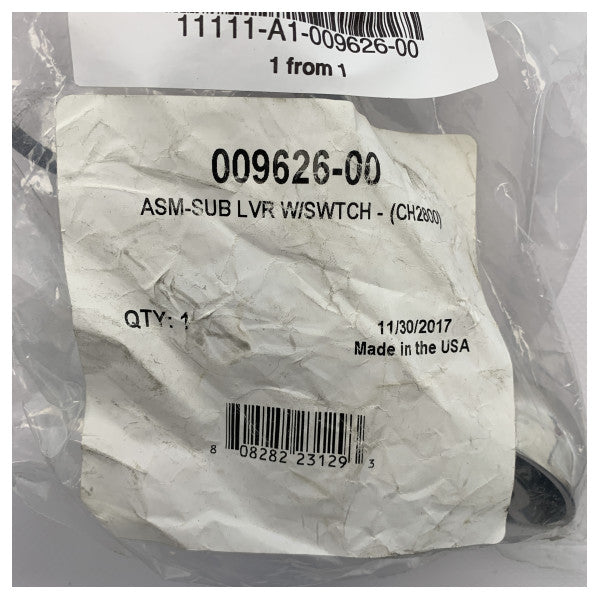 11111-A1-009626-00
1 from 1
009626-00
ASM-SUB LVR W/SWTCH - (CH2800)
QTY: 1
11/30/2017
Made in the USA
8 08282 23129 3